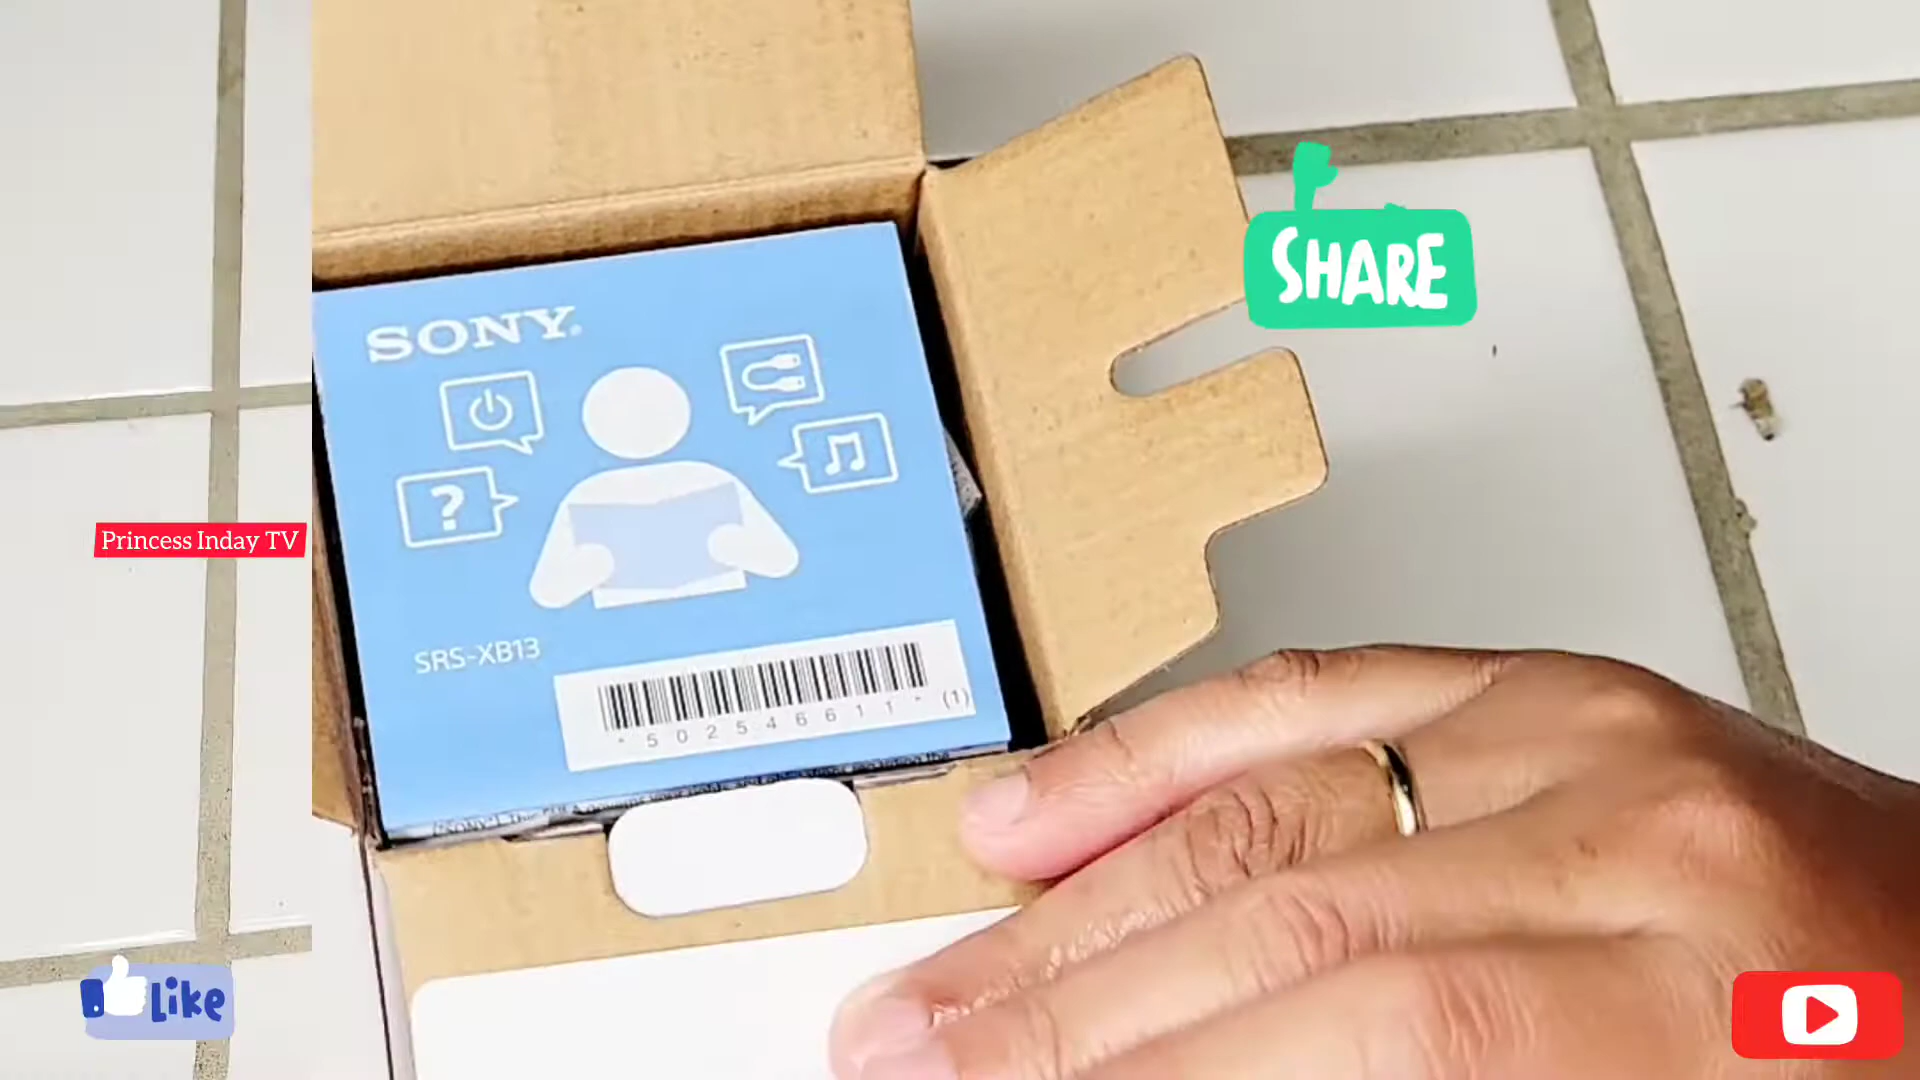 SONY
SHARE
?
Princess Inday TV
SRS-XB13
* 5 0 2 5 4 6 6 1 1 * (1)
Like